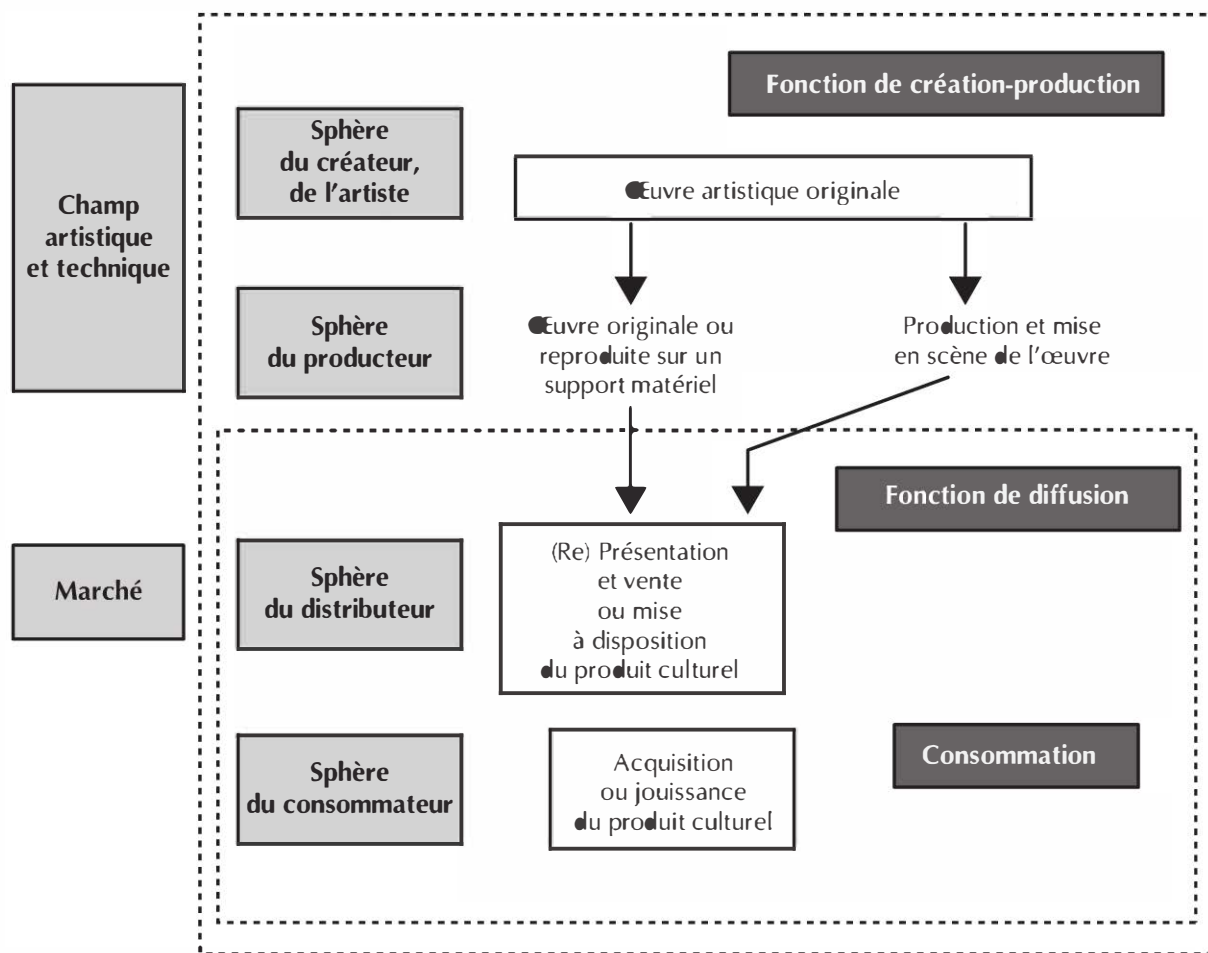 Fonction de création-production
Sphère
du créateur,
de l'artiste
Œuvre artistique originale
Champ
artistique
et technique
Sphère
du producteur
Œuvre originale ou
reproduite sur un
support matériel
Production et mise
en scène de l'œuvre
Fonction de diffusion
Marché
Sphère
du distributeur
(Re) Présentation
et vente
ou mise
à disposition
du produit culturel
Sphère
du consommateur
Acquisition
ou jouissance
du produit culturel
Consommation